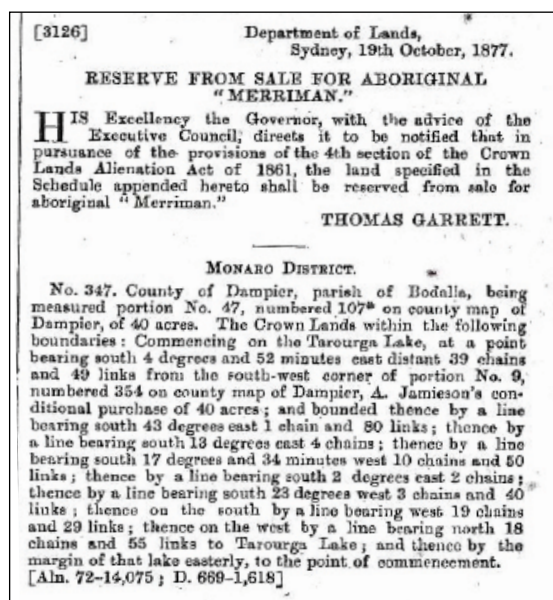 [3126] Department of Lands,
Sydney, 19th October, 1877.
RESERVE FROM SALE FOR ABORIGINAL
"MERRIMAN."
HIS Excellency the Governor, with the advice of the
Executive Council, directs it to be notified that in
pursuance of the provisions of the 4th section of the Crown
Lands Alienation Act of 1861, the land specified in the
Schedule appended hereto shall be reserved from sale for
aboriginal "Merriman."
THOMAS GARRETT.
MONARO DISTRICT.
No. 347. County of Dampier, parish of Bodalla, being
measured portion No. 47, numbered 107* on county map of
Dampier, of 40 acres. The Crown Lands within the following
boundaries: Commencing on the Tarourga Lake, at a point
bearing south 4 degrees and 52 minutes east distant 39 chains
and 49 links from the south-west corner of portion No. 9,
numbered 354 on county map of Dampier, A. Jamieson's con-
ditional purchase of 40 acres; and bounded thence by a line
bearing south 43 degrees east 1 chain and 80 links; thence by
a line bearing south 13 degrees east 4 chains; thence by a line
bearing south 17 degrees and 34 minutes west 10 chains and 50
links; thence by a line bearing south 2 degrees east 2 chains;
thence by a line bearing south 23 degrees west 3 chains and 40
links; thence on the south by a line bearing west 19 chains
and 29 links; thence on the west by a line bearing north 18
chains and 55 links to Tarourga Lake; and thence by the
margin of that lake easterly, to the point of commencement.
[Aln. 72-14,075; D. 669-1,618]